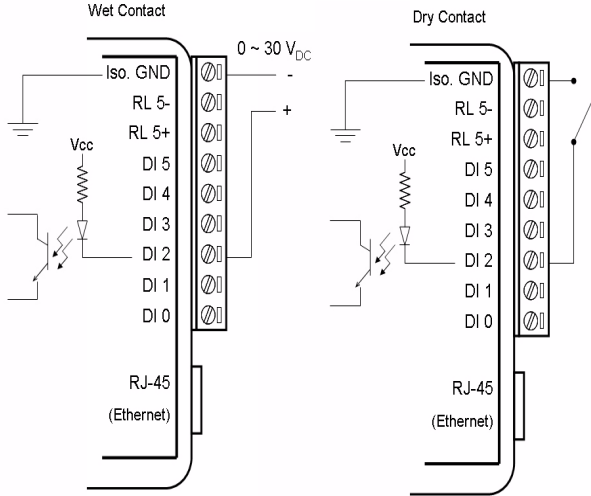 Wet Contact
0 ~ 30 VDC
Iso. GND
-
RL 5-
+
RL 5+
Vcc
DI 5
DI 4
DI 3
DI 2
DI 1
DI 0
RJ-45
(Ethernet)
Dry Contact
Iso. GND
RL 5-
RL 5+
Vcc
DI 5
DI 4
DI 3
DI 2
DI 1
DI 0
RJ-45
(Ethernet)